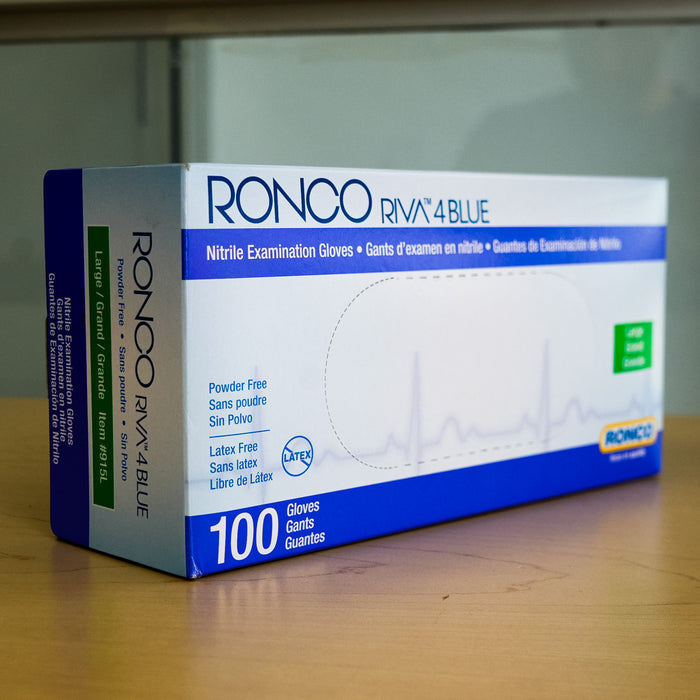 RONCO RIVA™ 4 BLUE
Nitrile Examination Gloves • Gants d'examen en nitrile • Guantes de Examinación de Nitrilo
Powder Free
Sans poudre
Sin Polvo
Latex Free
Sans latex
Libre de Látex
LATEX
100 Gloves
Gants
Guantes
Large
Grand
Grande
RONCO
RONCO RIVA™ 4 BLUE
Powder Free • Sans poudre • Sin Polvo
Large / Grand / Grande Item #915L
Nitrile Examination Gloves
Gants d'examen en nitrile
Guantes de Examinación de Nitrilo